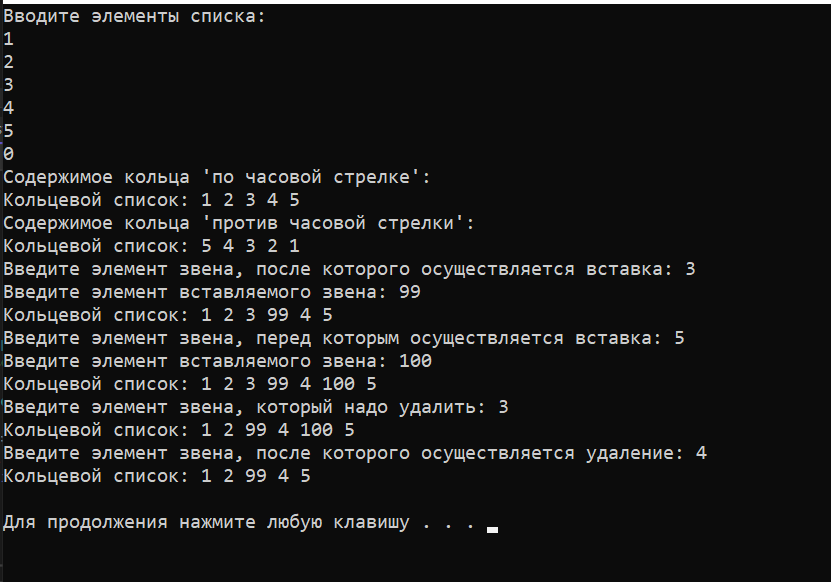 Вводите элементы списка:
1
2
3
4
5
0
Содержимое кольца 'по часовой стрелке':
Кольцевой список: 1 2 3 4 5
Содержимое кольца 'против часовой стрелки':
Кольцевой список: 5 4 3 2 1
Введите элемент звена, после которого осуществляется вставка: 3
Введите элемент вставляемого звена: 99
Кольцевой список: 1 2 3 99 4 5
Введите элемент звена, перед которым осуществляется вставка: 5
Введите элемент вставляемого звена: 100
Кольцевой список: 1 2 3 99 4 100 5
Введите элемент звена, который надо удалить: 3
Кольцевой список: 1 2 99 4 100 5
Введите элемент звена, после которого осуществляется удаление: 4
Кольцевой список: 1 2 99 4 5
Для продолжения нажмите любую клавишу . . .